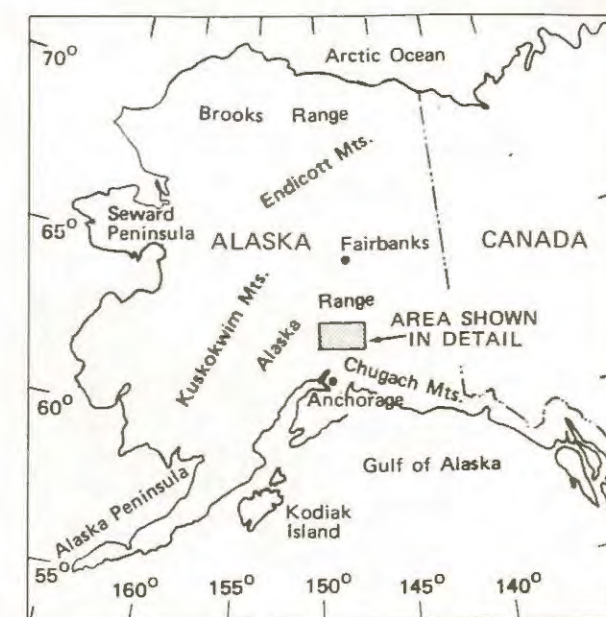 70°
Arctic Ocean
Brooks Range
Endicott Mts.
65°
Seward
Peninsula
ALASKA
Fairbanks
CANADA
Kuskokwim Mts.
Alaska
Range
AREA SHOWN
IN DETAIL
60°
Chugach Mts.
Anchorage
Gulf of Alaska
Alaska Peninsula
Kodiak
Island
55°
160°
155°
150°
145°
140°